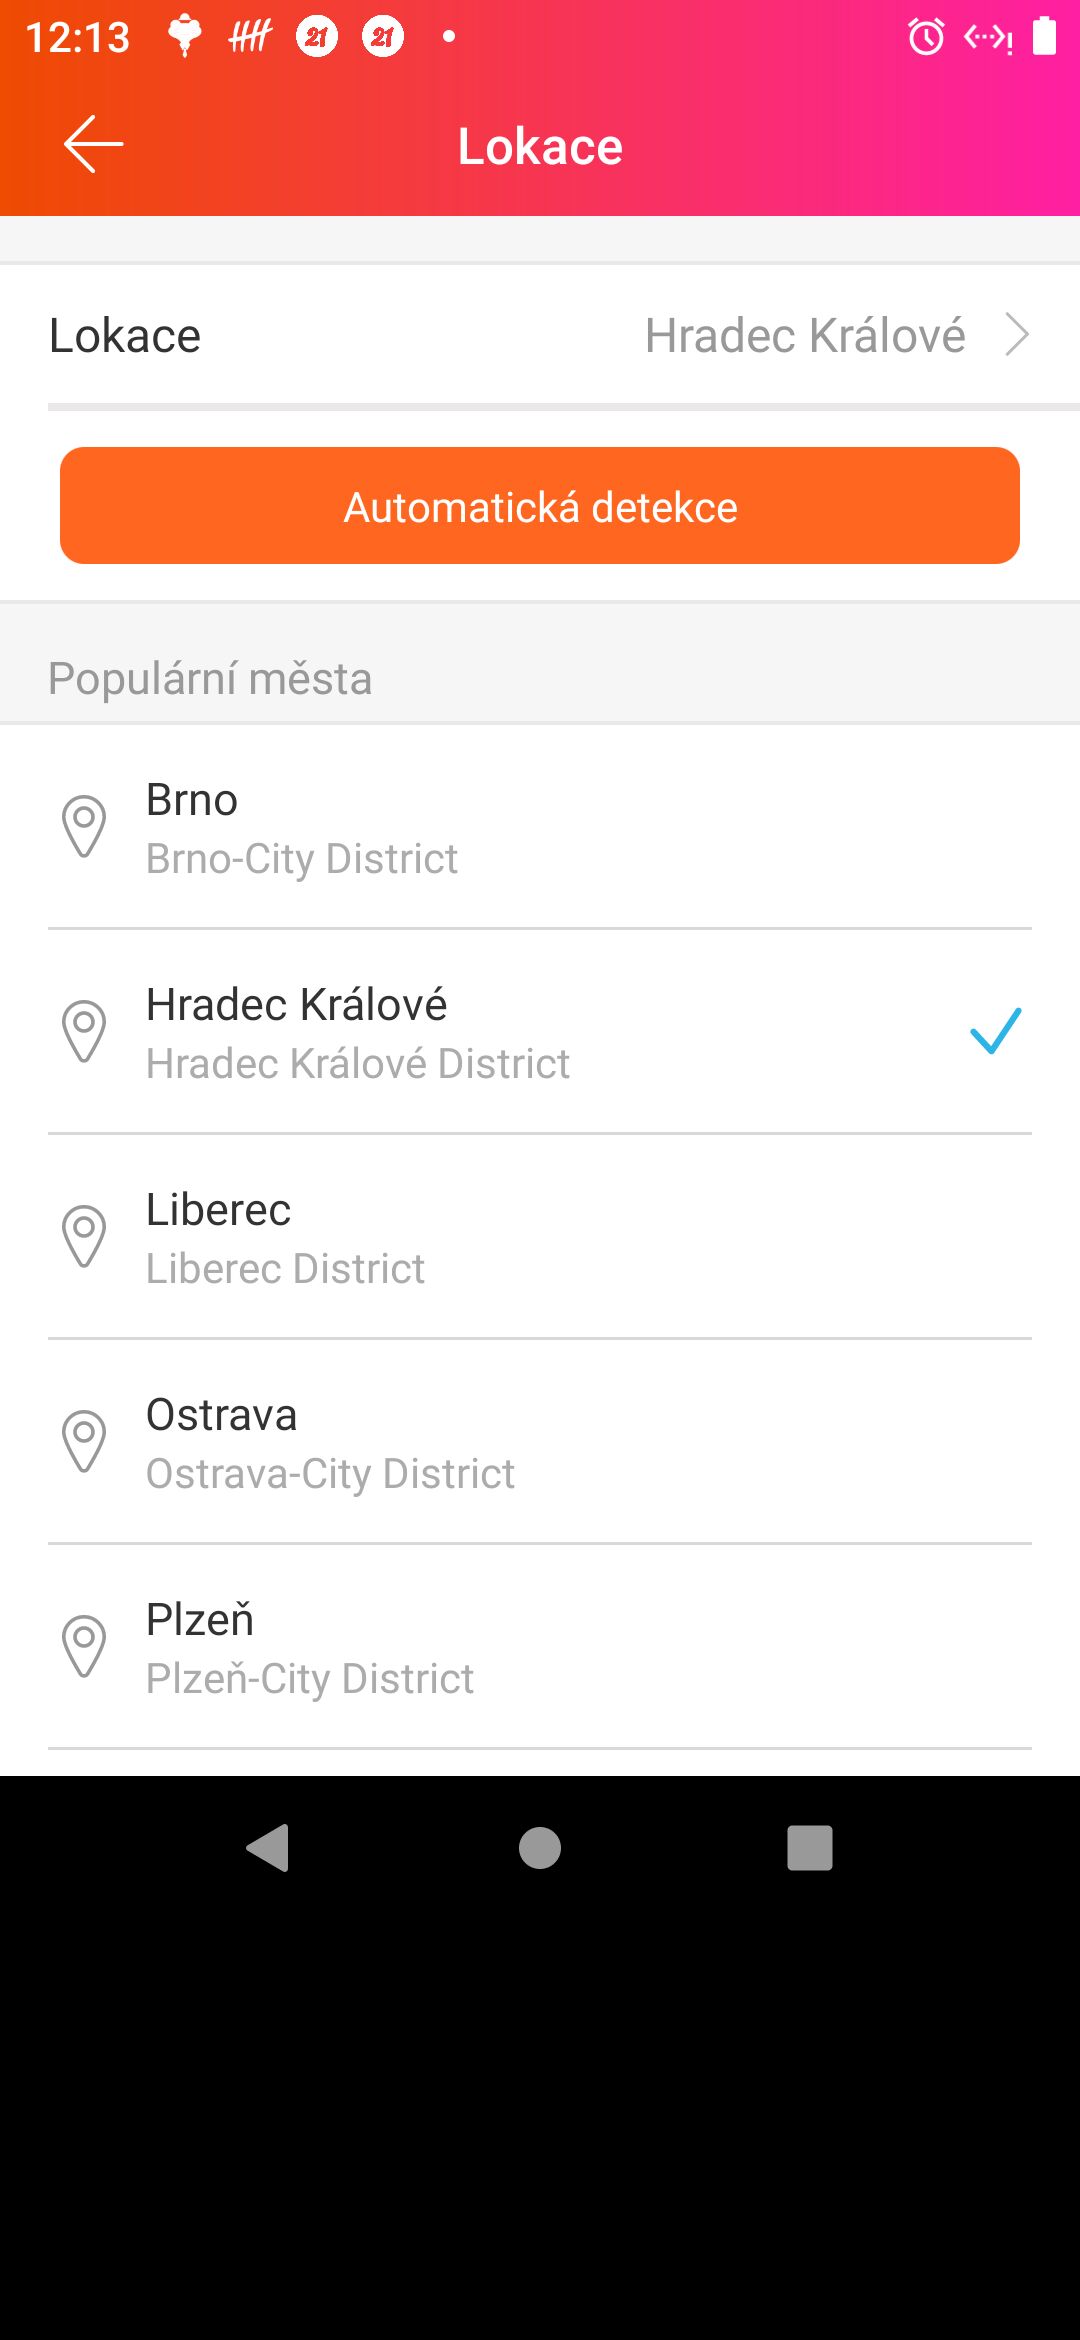 12:13
21 21
Lokace
Lokace Hradec Králové
Automatická detekce
Populární města
Brno
Brno-City District
Hradec Králové
Hradec Králové District
Liberec
Liberec District
Ostrava
Ostrava-City District
Plzeň
Plzeň-City District